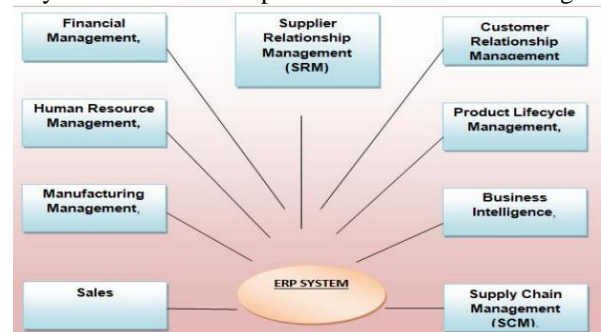 Financial
Management,
Supplier
Relationship
Management
(SRM)
Customer
Relationship
Management
Human Resource
Management,
Product Lifecycle
Management,
Manufacturing
Management,
Business
Intelligence,
Sales
ERP SYSTEM
Supply Chain
Management
(SCM).